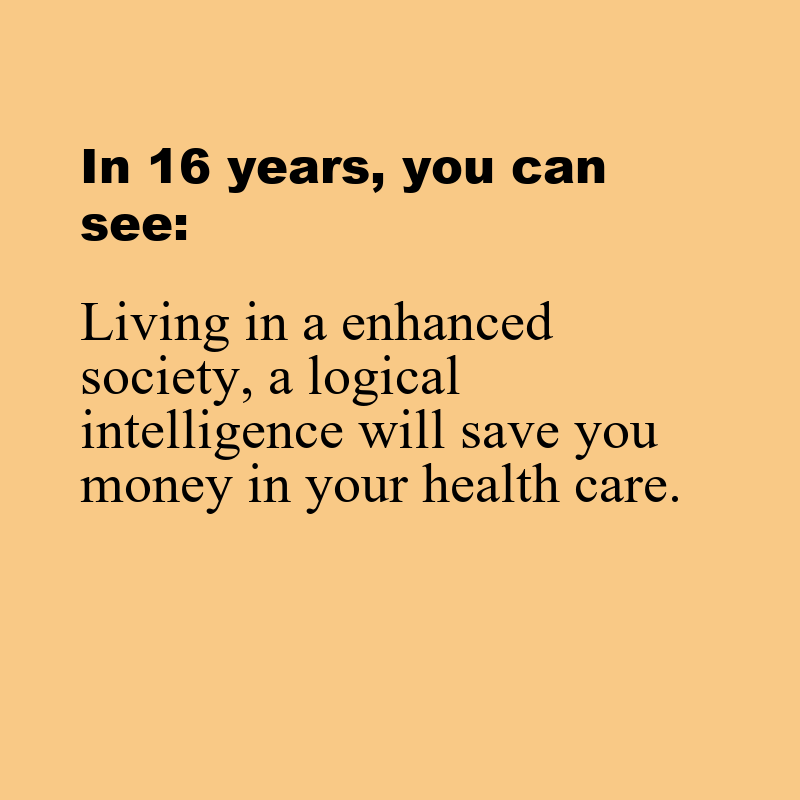 In 16 years, you can
see:
Living in a enhanced
society, a logical
intelligence will save you
money in your health care.